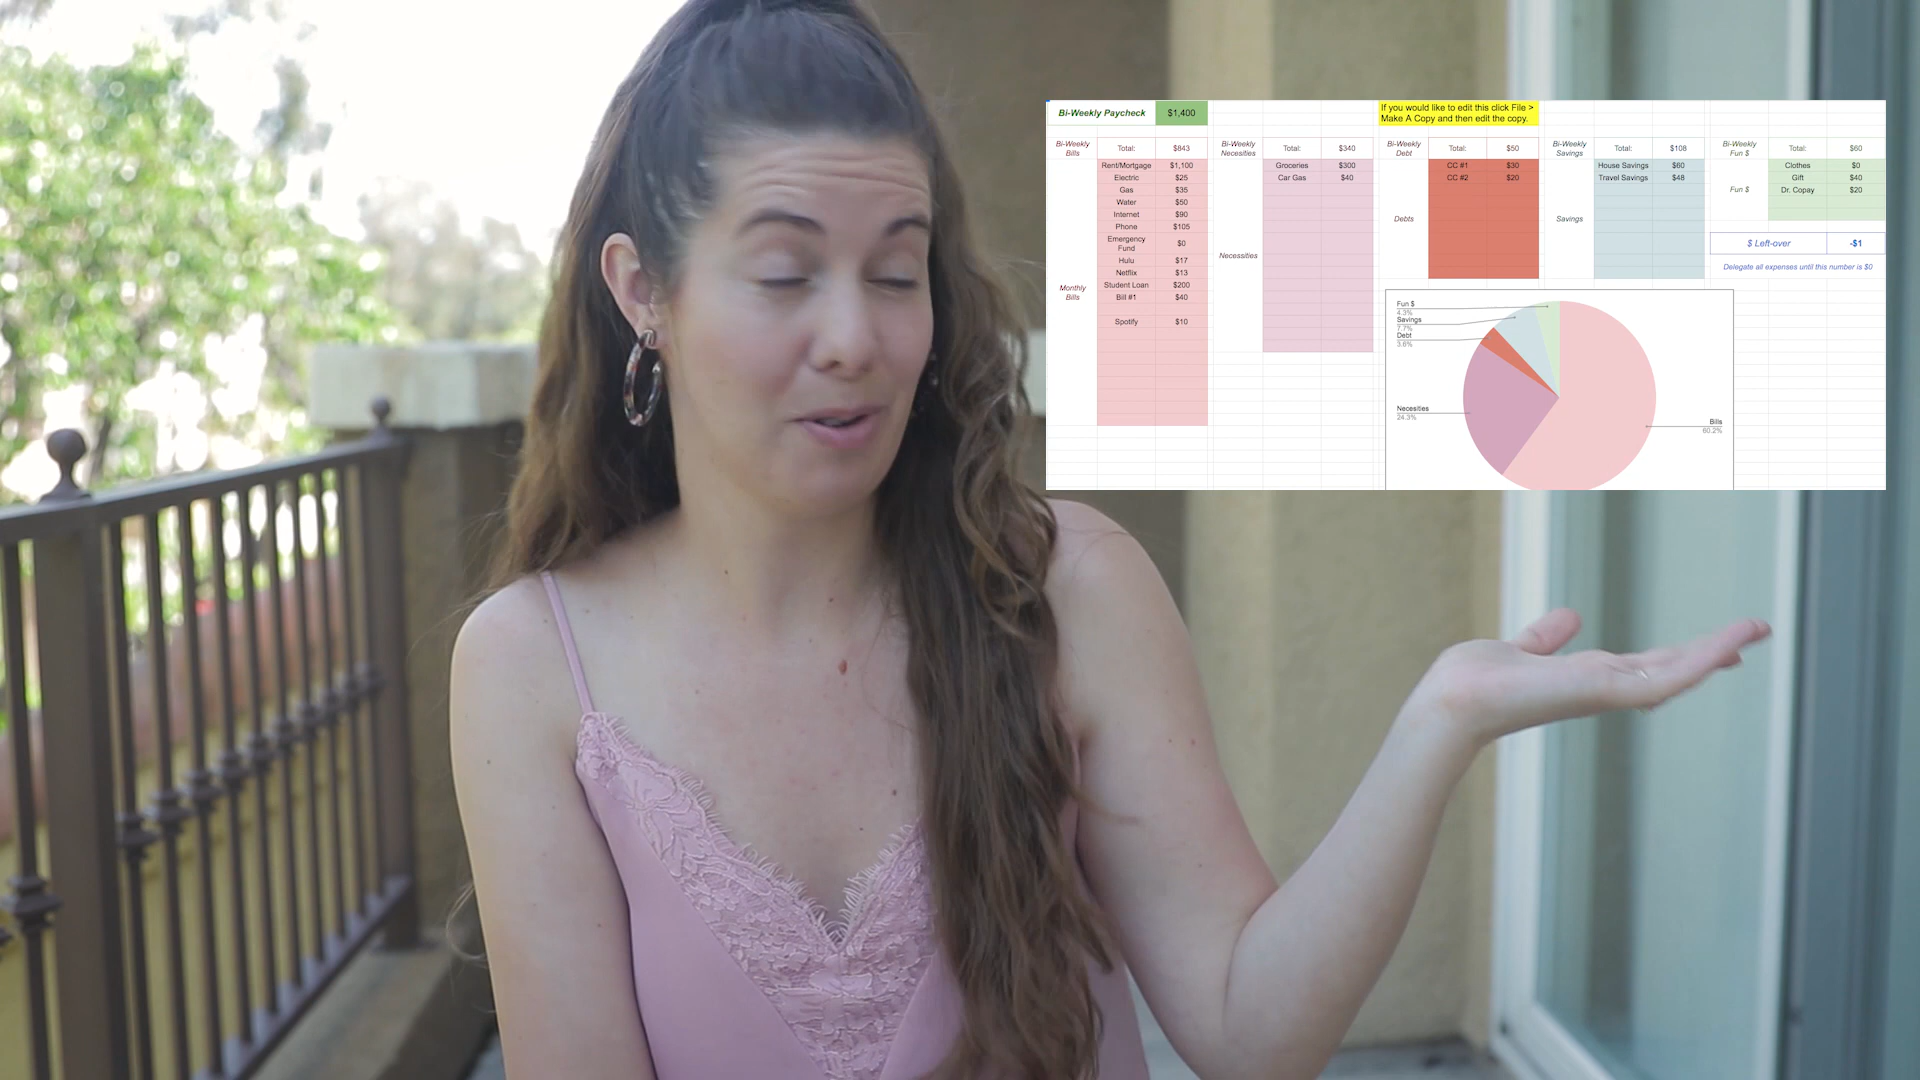 Bi-Weekly Paycheck $1,400
If you would like to edit this click File >
Make A Copy and then edit the copy.
Bi-Weekly
Bills
Total: $843
Rent/Mortgage $1,100
Electric $25
Gas $35
Water $50
Internet $90
Phone $105
Emergency
Fund
$0
Hulu $17
Netflix $13
Student Loan $200
Bill #1 $40
Spotify $10
Monthly
Bills
Bi-Weekly
Necessities
Total: $340
Groceries $300
Car Gas $40
Necessities
Bi-Weekly
Debt
Total: $50
CC #1 $30
CC #2 $20
Debts
Bi-Weekly
Savings
Total: $108
House Savings $60
Travel Savings $48
Savings
Bi-Weekly
Fun $
Total: $60
Clothes $0
Gift $40
Dr. Copay $20
Fun $
$ Left-over -$1
Delegate all expenses until this number is $0
Fun $
4.3%
Savings
7.7%
Debt
3.6%
Necesities
24.3%
Bills
60.2%